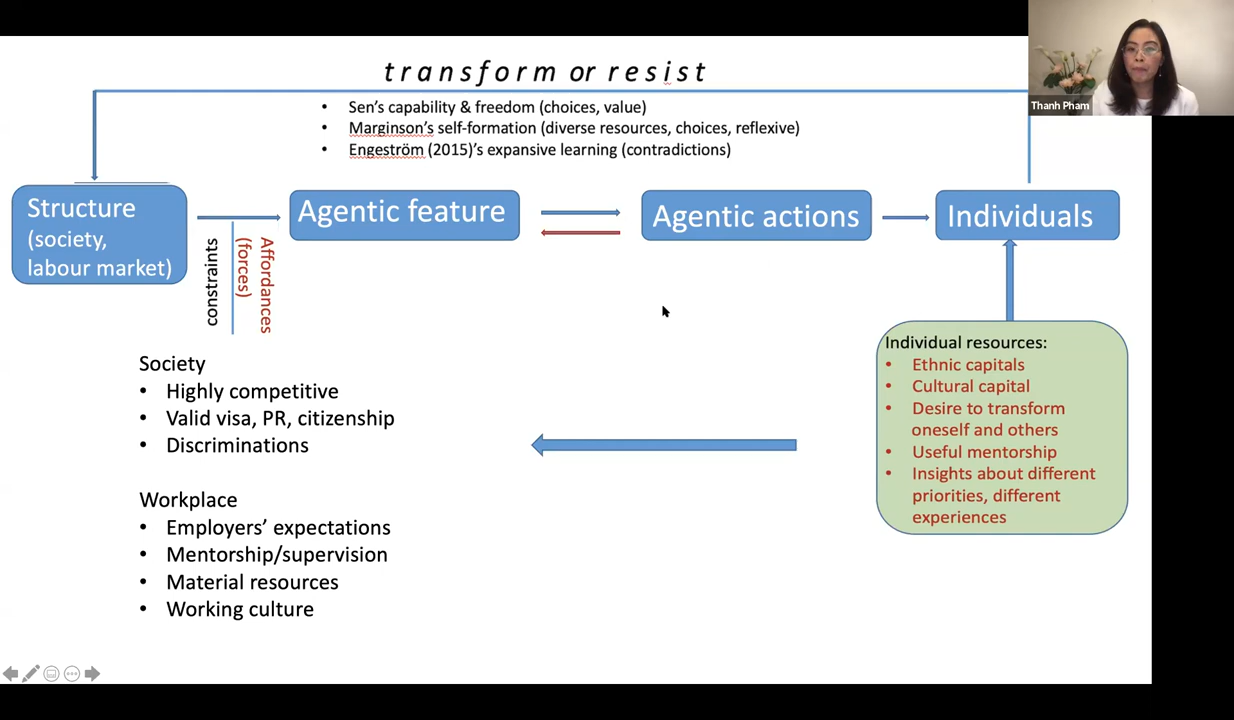 transform or resist
• Sen's capability & freedom (choices, value)
• Marginson's self-formation (diverse resources, choices, reflexive)
• Engeström (2015)'s expansive learning (contradictions)
Thanh Pham
Structure
(society,
labour market)
constraints
Affordances
(forces)
Agentic feature
Agentic actions
Individuals
Society
• Highly competitive
• Valid visa, PR, citizenship
• Discriminations
Workplace
• Employers' expectations
• Mentorship/supervision
• Material resources
• Working culture
Individual resources:
• Ethnic capitals
• Cultural capital
• Desire to transform
oneself and others
• Useful mentorship
• Insights about different
priorities, different
experiences